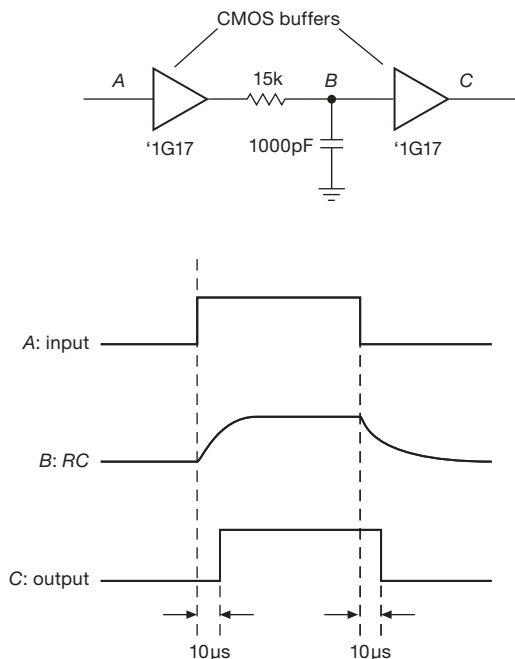 CMOS buffers
A
15k
B
C
‘1G17
1000pF
‘1G17
A: input
B: RC
C: output
10µs
10µs